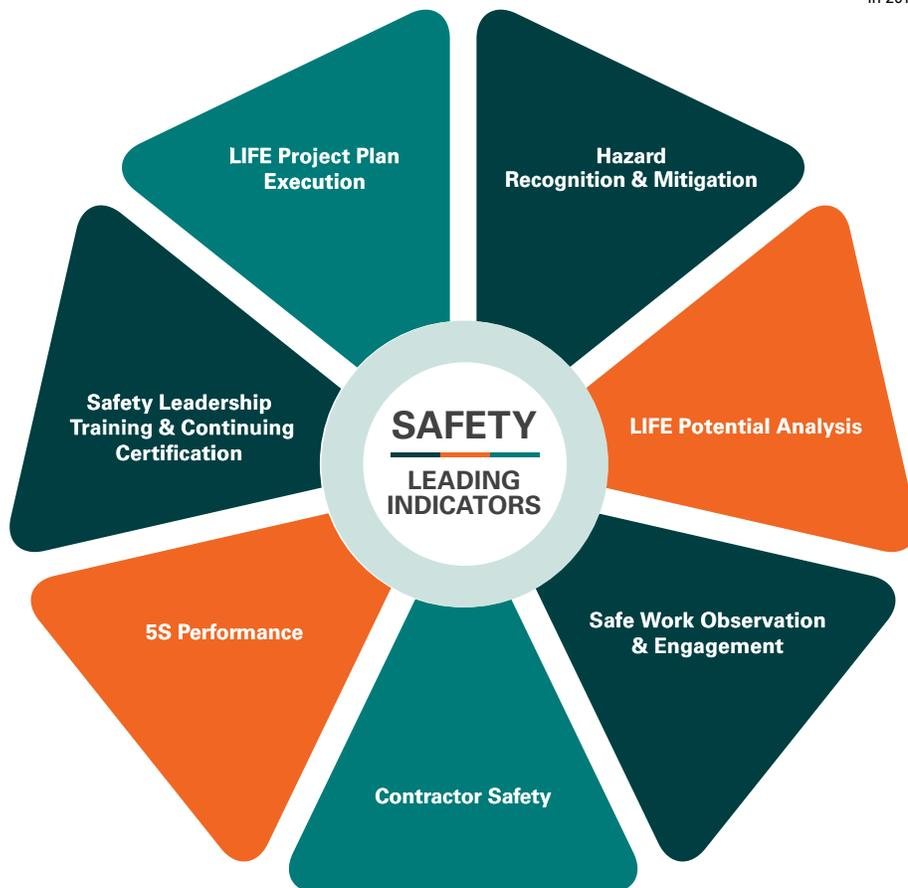 LIFE Project Plan
Execution
Hazard
Recognition & Mitigation
LIFE Potential Analysis
Safe Work Observation
& Engagement
Contractor Safety
5S Performance
Safety Leadership
Training & Continuing
Certification
SAFETY
LEADING
INDICATORS